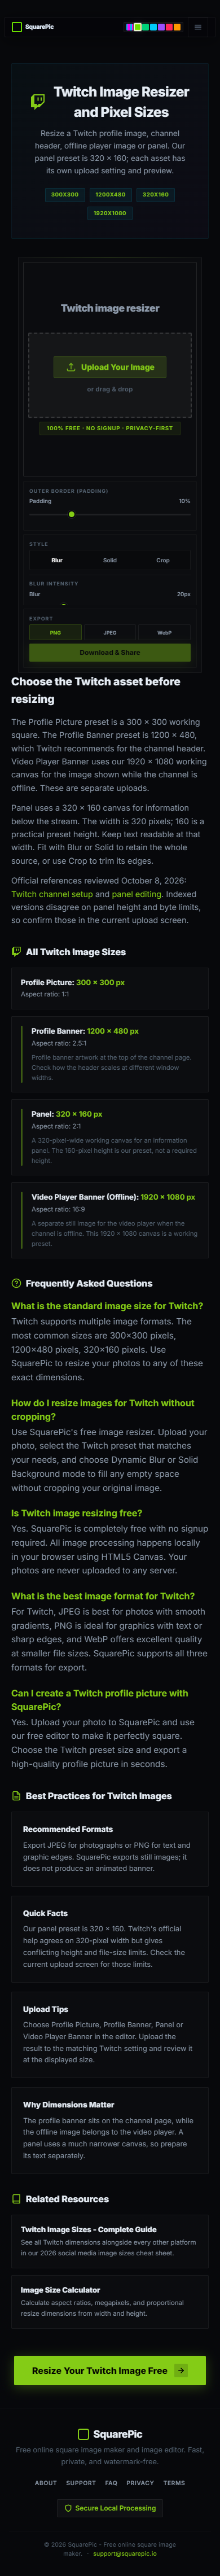 SquarePic
Twitch Image Resizer
and Pixel Sizes
Resize a Twitch profile image, channel
header, offline player image or panel. Our
panel preset is 320 × 160; each asset has
its own upload setting and preview.
300X300
1200X480
320X160
1920X1080
Twitch image resizer
Upload Your Image
or drag & drop
100% FREE · NO SIGNUP · PRIVACY-FIRST
OUTER BORDER (PADDING)
Padding 10%
STYLE
Blur Solid Crop
BLUR INTENSITY
Blur 20px
EXPORT
PNG JPEG WebP
Download & Share
Choose the Twitch asset before
resizing
The Profile Picture preset is a 300 × 300 working
square. The Profile Banner preset is 1200 × 480,
which Twitch recommends for the channel header.
Video Player Banner uses our 1920 × 1080 working
canvas for the image shown while the channel is
offline. These are separate uploads.
Panel uses a 320 × 160 canvas for information
below the stream. The width is 320 pixels; 160 is a
practical preset height. Keep text readable at that
width. Fit with Blur or Solid to retain the whole
source, or use Crop to trim its edges.
Official references reviewed October 8, 2026:
Twitch channel setup and panel editing. Indexed
versions disagree on panel height and byte limits,
so confirm those in the current upload screen.
All Twitch Image Sizes
Profile Picture: 300 × 300 px
Aspect ratio: 1:1
Profile Banner: 1200 × 480 px
Aspect ratio: 2.5:1
Profile banner artwork at the top of the channel page.
Check how the header scales at different window
widths.
Panel: 320 × 160 px
Aspect ratio: 2:1
A 320-pixel-wide working canvas for an information
panel. The 160-pixel height is our preset, not a required
height.
Video Player Banner (Offline): 1920 × 1080 px
Aspect ratio: 16:9
A separate still image for the video player when the
channel is offline. This 1920 × 1080 canvas is a working
preset.
Frequently Asked Questions
What is the standard image size for Twitch?
Twitch supports multiple image formats. The
most common sizes are 300×300 pixels,
1200×480 pixels, 320×160 pixels. Use
SquarePic to resize your photos to any of these
exact dimensions.
How do I resize images for Twitch without
cropping?
Use SquarePic's free image resizer. Upload your
photo, select the Twitch preset that matches
your needs, and choose Dynamic Blur or Solid
Background mode to fill any empty space
without cropping your original image.
Is Twitch image resizing free?
Yes. SquarePic is completely free with no signup
required. All image processing happens locally
in your browser using HTML5 Canvas. Your
photos are never uploaded to any server.
What is the best image format for Twitch?
For Twitch, JPEG is best for photos with smooth
gradients, PNG is ideal for graphics with text or
sharp edges, and WebP offers excellent quality
at smaller file sizes. SquarePic supports all three
formats for export.
Can I create a Twitch profile picture with
SquarePic?
Yes. Upload your photo to SquarePic and use
our free editor to make it perfectly square.
Choose the Twitch preset size and export a
high-quality profile picture in seconds.
Best Practices for Twitch Images
Recommended Formats
Export JPEG for photographs or PNG for text and
graphic edges. SquarePic exports still images; it
does not produce an animated banner.
Quick Facts
Our panel preset is 320 × 160. Twitch's official
help agrees on 320-pixel width but gives
conflicting height and file-size limits. Check the
current upload screen for those limits.
Upload Tips
Choose Profile Picture, Profile Banner, Panel or
Video Player Banner in the editor. Upload the
result to the matching Twitch setting and review it
at the displayed size.
Why Dimensions Matter
The profile banner sits on the channel page, while
the offline image belongs to the video player. A
panel uses a much narrower canvas, so prepare
its text separately.
Related Resources
Twitch Image Sizes - Complete Guide
See all Twitch dimensions alongside every other platform
in our 2026 social media image sizes cheat sheet.
Image Size Calculator
Calculate aspect ratios, megapixels, and proportional
resize dimensions from width and height.
Resize Your Twitch Image Free
SquarePic
Free online square image maker and image editor. Fast,
private, and watermark-free.
ABOUT SUPPORT FAQ PRIVACY TERMS
Secure Local Processing
© 2026 SquarePic - Free online square image
maker. · support@squarepic.io